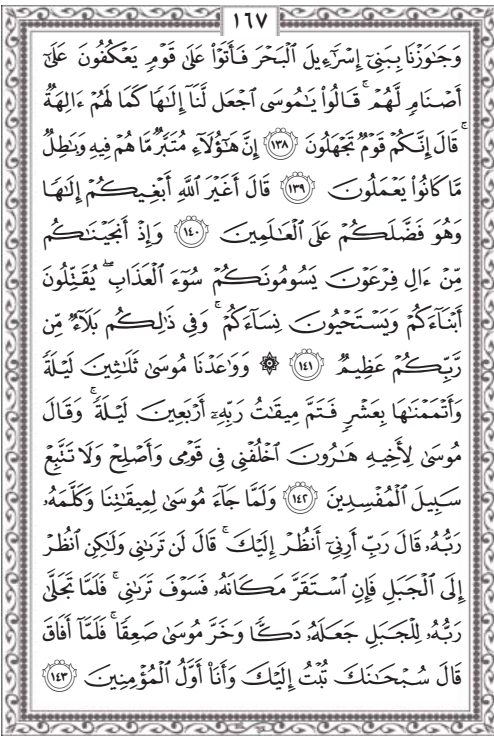 ١٦٧
وَجَٰوَزْنَا بِبَنِىٓ إِسْرَٰٓءِيلَ ٱلْبَحْرَ فَأَتَوْا۟ عَلَىٰ قَوْمٍ يَعْكُفُونَ عَلَىٰٓ
أَصْنَامٍ لَّهُمْ ۚ قَالُوا۟ يَٰمُوسَى ٱجْعَل لَّنَآ إِلَٰهًا كَمَا لَهُمْ ءَالِهَةٌ
ۚ قَالَ إِنَّكُمْ قَوْمٌ تَجْهَلُونَ ١٣٨ إِنَّ هَٰٓؤُلَآءِ مُتَبَّرٌ مَّا هُمْ فِيهِ وَبَٰطِلٌ
مَّا كَانُوا۟ يَعْمَلُونَ ١٣٩ قَالَ أَغَيْرَ ٱللَّهِ أَبْغِيكُمْ إِلَٰهًا
وَهُوَ فَضَّلَكُمْ عَلَى ٱلْعَٰلَمِينَ ١٤٠ وَإِذْ أَنجَيْنَٰكُم
مِّنْ ءَالِ فِرْعَوْنَ يَسُومُونَكُمْ سُوٓءَ ٱلْعَذَابِ ۖ يُقَتِّلُونَ
أَبْنَآءَكُمْ وَيَسْتَحْيُونَ نِسَآءَكُمْ ۚ وَفِى ذَٰلِكُم بَلَآءٌ مِّن
رَّبِّكُمْ عَظِيمٌ ١٤١ ۞ وَوَٰعَدْنَا مُوسَىٰ ثَلَٰثِينَ لَيْلَةً
وَأَتْمَمْنَٰهَا بِعَشْرٍ فَتَمَّ مِيقَٰتُ رَبِّهِۦٓ أَرْبَعِينَ لَيْلَةً ۚ وَقَالَ
مُوسَىٰ لِأَخِيهِ هَٰرُونَ ٱخْلُفْنِى فِى قَوْمِى وَأَصْلِحْ وَلَا تَتَّبِعْ
سَبِيلَ ٱلْمُفْسِدِينَ ١٤٢ وَلَمَّا جَآءَ مُوسَىٰ لِمِيقَٰتِنَا وَكَلَّمَهُۥ
رَبُّهُۥ قَالَ رَبِّ أَرِنِىٓ أَنظُرْ إِلَيْكَ ۚ قَالَ لَن تَرَىٰنِى وَلَٰكِنِ ٱنظُرْ
إِلَى ٱلْجَبَلِ فَإِنِ ٱسْتَقَرَّ مَكَانَهُۥ فَسَوْفَ تَرَىٰنِى ۚ فَلَمَّا تَجَلَّىٰ
رَبُّهُۥ لِلْجَبَلِ جَعَلَهُۥ دَكًّا وَخَرَّ مُوسَىٰ صَعِقًا ۚ فَلَمَّآ أَفَاقَ
قَالَ سُبْحَٰنَكَ تُبْتُ إِلَيْكَ وَأَنَا۠ أَوَّلُ ٱلْمُؤْمِنِينَ ١٤٣